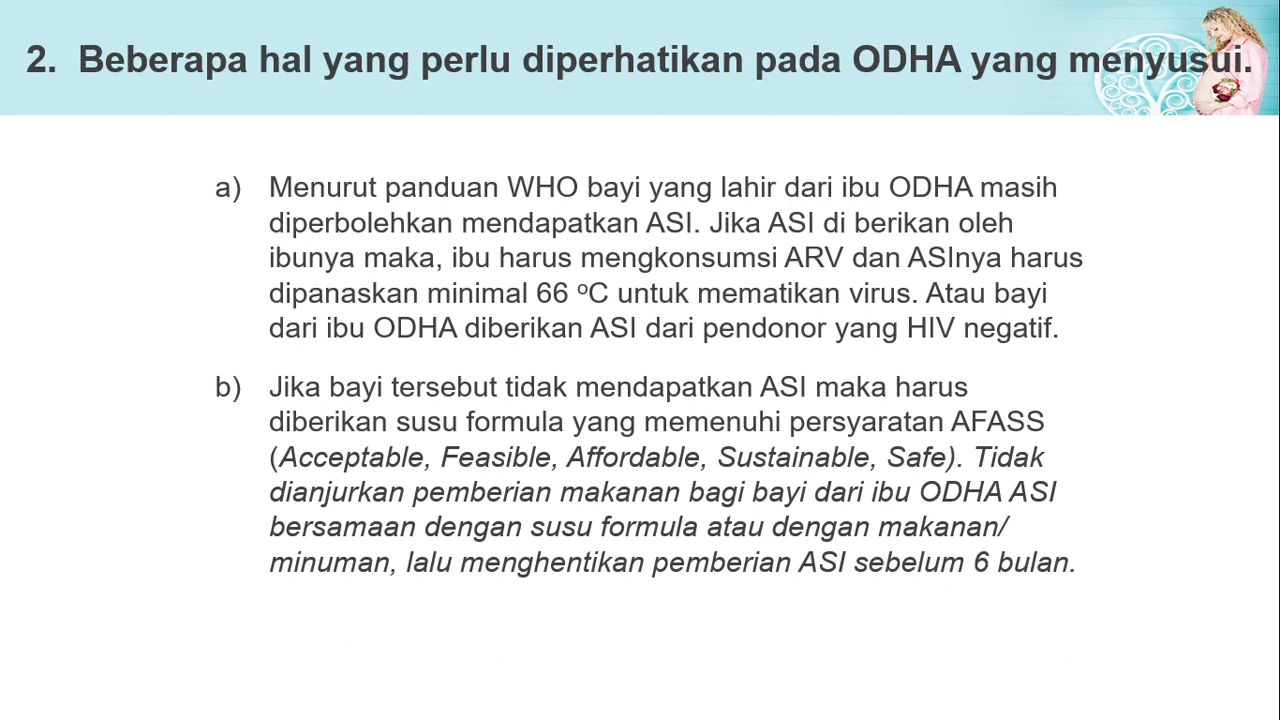 2. Beberapa hal yang perlu diperhatikan pada ODHA yang menyusui.
a) Menurut panduan WHO bayi yang lahir dari ibu ODHA masih
diperbolehkan mendapatkan ASI. Jika ASI di berikan oleh
ibunya maka, ibu harus mengkonsumsi ARV dan ASInya harus
dipanaskan minimal 66 ºC untuk mematikan virus. Atau bayi
dari ibu ODHA diberikan ASI dari pendonor yang HIV negatif.
b) Jika bayi tersebut tidak mendapatkan ASI maka harus
diberikan susu formula yang memenuhi persyaratan AFASS
(Acceptable, Feasible, Affordable, Sustainable, Safe). Tidak
dianjurkan pemberian makanan bagi bayi dari ibu ODHA ASI
bersamaan dengan susu formula atau dengan makanan/
minuman, lalu menghentikan pemberian ASI sebelum 6 bulan.